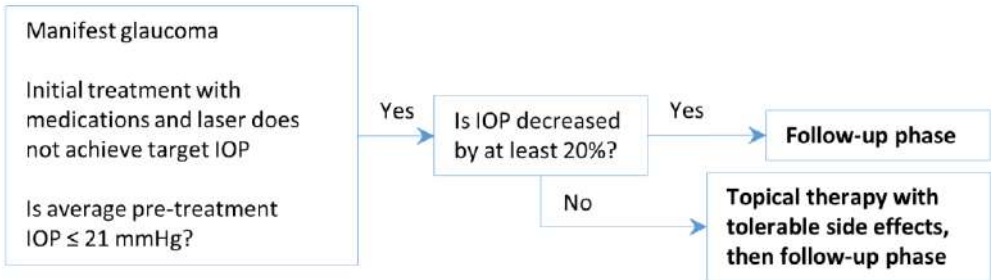 Manifest glaucoma
Initial treatment with
medications and laser does
not achieve target IOP
Is average pre-treatment
IOP ≤ 21 mmHg?
Yes
Is IOP decreased
by at least 20%?
Yes
Follow-up phase
No
Topical therapy with
tolerable side effects,
then follow-up phase